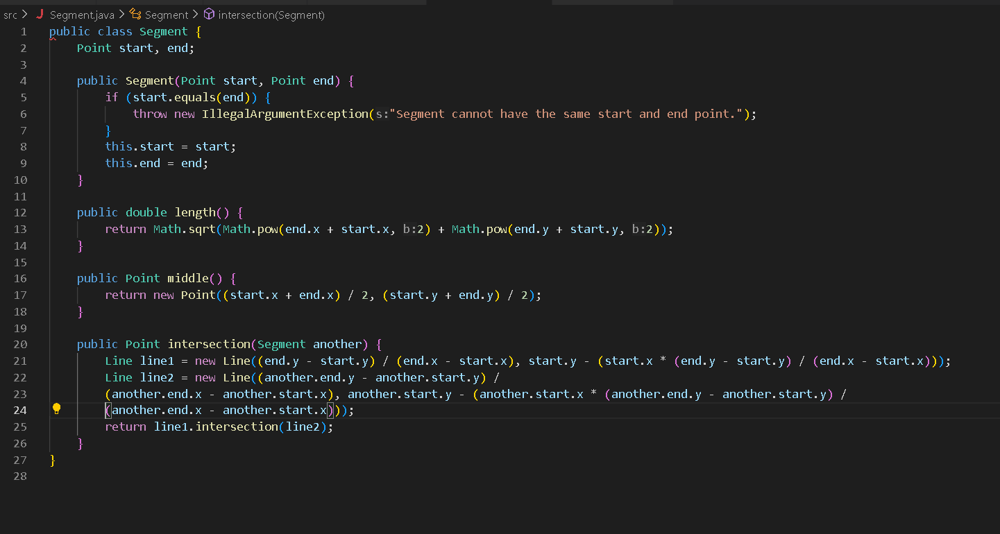 src > Segment.java > Segment > intersection(Segment)
1 public class Segment {
2     Point start, end;
3
4     public Segment(Point start, Point end) {
5         if (start.equals(end)) {
6             throw new IllegalArgumentException(s:"Segment cannot have the same start and end point.");
7         }
8         this.start = start;
9         this.end = end;
10     }
11
12     public double length() {
13         return Math.sqrt(Math.pow(end.x + start.x, b:2) + Math.pow(end.y + start.y, b:2));
14     }
15
16     public Point middle() {
17         return new Point((start.x + end.x) / 2, (start.y + end.y) / 2);
18     }
19
20     public Point intersection(Segment another) {
21         Line line1 = new Line((end.y - start.y) / (end.x - start.x), start.y - (start.x * (end.y - start.y) / (end.x - start.x)));
22         Line line2 = new Line((another.end.y - another.start.y) /
23         (another.end.x - another.start.x), another.start.y - (another.start.x * (another.end.y - another.start.y) /
24         (another.end.x - another.start.x)));
25         return line1.intersection(line2);
26     }
27 }
28